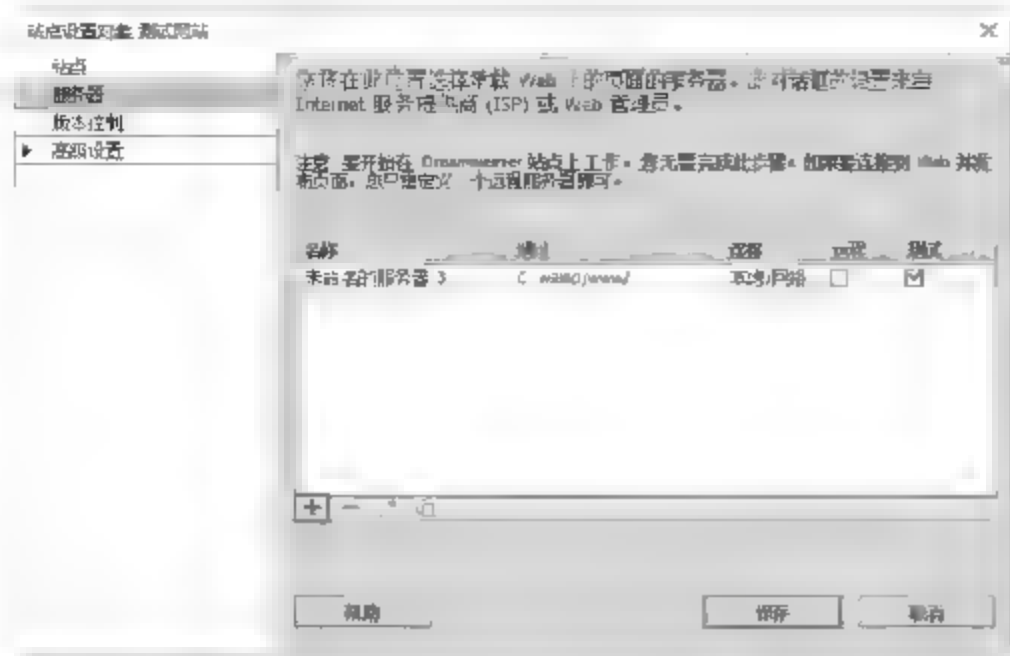 站点设置对象 测试网站
站点
服务器
版本控制
高级设置
您将在此位置选择承载 Web 上的页面的服务器。此对话框的设置来自
Internet 服务提供商 (ISP) 或 Web 管理员。
注意: 要开始在 Dreamweaver 站点上工作，您无需完成此步骤。如果要连接到 Web 并发
布页面，您只需定义一个远程服务器即可。
名称 地址 连接 远程 测试
未命名的服务器 3 本地/网络
帮助 保存 取消